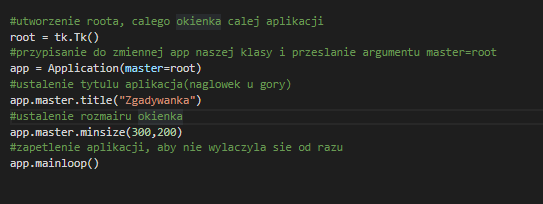 #utworzenie roota, calego okienka calej aplikacji
root = tk.Tk()
#przypisanie do zmiennej app naszej klasy i przeslanie argumentu master=root
app = Application(master=root)
#ustalenie tytulu aplikacja(naglowek u gory)
app.master.title("Zgadywanka")
#ustalenie rozmairu okienka
app.master.minsize(300,200)
#zapetlenie aplikacji, aby nie wylaczyla sie od razu
app.mainloop()